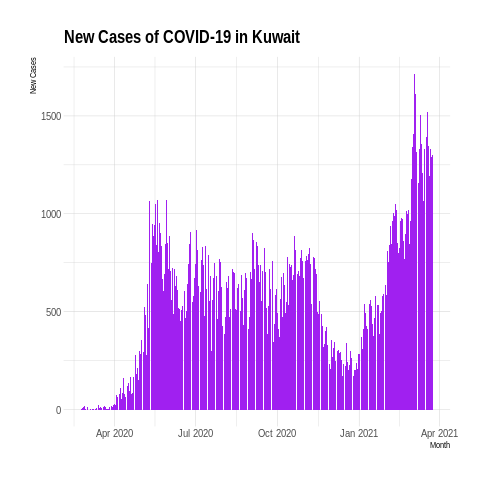 New Cases of COVID-19 in Kuwait
New Cases
1500
1000
500
0
Apr 2020 Jul 2020 Oct 2020 Jan 2021 Apr 2021
Month